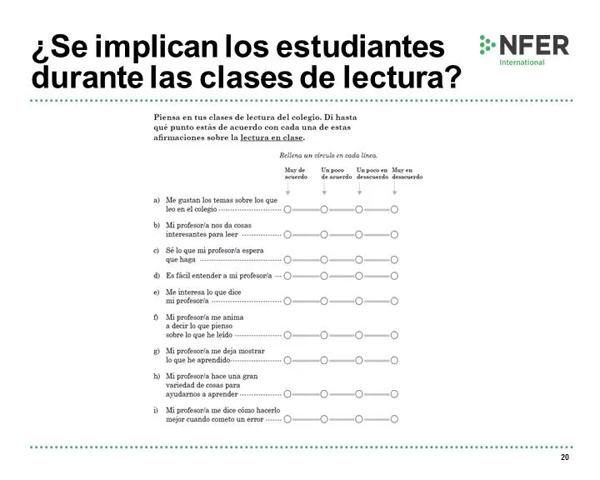 ¿Se implican los estudiantes
durante las clases de lectura?
NFER
International
Piensa en tus clases de lectura del colegio. Di hasta
qué punto estás de acuerdo con cada una de estas
afirmaciones sobre la lectura en clase.
Rellena un círculo en cada línea.
Muy de Un poco Un poco en Muy en
acuerdo de acuerdo desacuerdo desacuerdo
a) Me gustan los temas sobre los que
leo en el colegio
b) Mi profesor/a nos da cosas
interesantes para leer
c) Sé lo que mi profesor/a espera
que haga
d) Es fácil entender a mi profesor/a
e) Me interesa lo que dice
mi profesor/a
f) Mi profesor/a me anima
a decir lo que pienso
sobre lo que he leído
g) Mi profesor/a me deja mostrar
lo que he aprendido
h) Mi profesor/a hace una gran
variedad de cosas para
ayudarnos a aprender
i) Mi profesor/a me dice cómo hacerlo
mejor cuando cometo un error
20